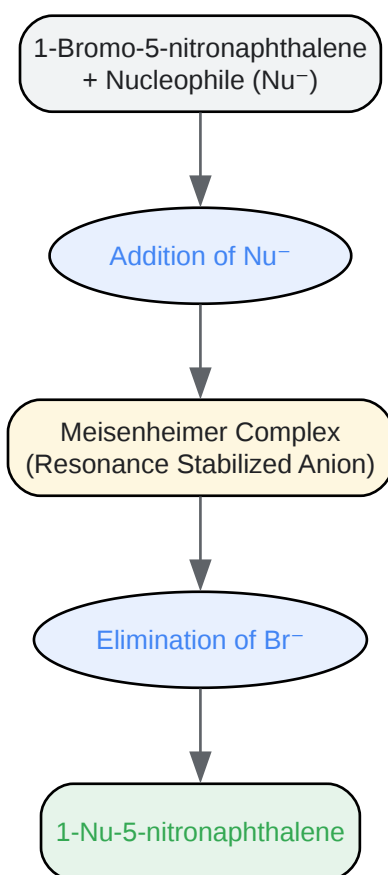 1-Bromo-5-nitronaphthalene
+ Nucleophile (Nu⁻)
Addition of Nu⁻
Meisenheimer Complex
(Resonance Stabilized Anion)
Elimination of Br⁻
1-Nu-5-nitronaphthalene